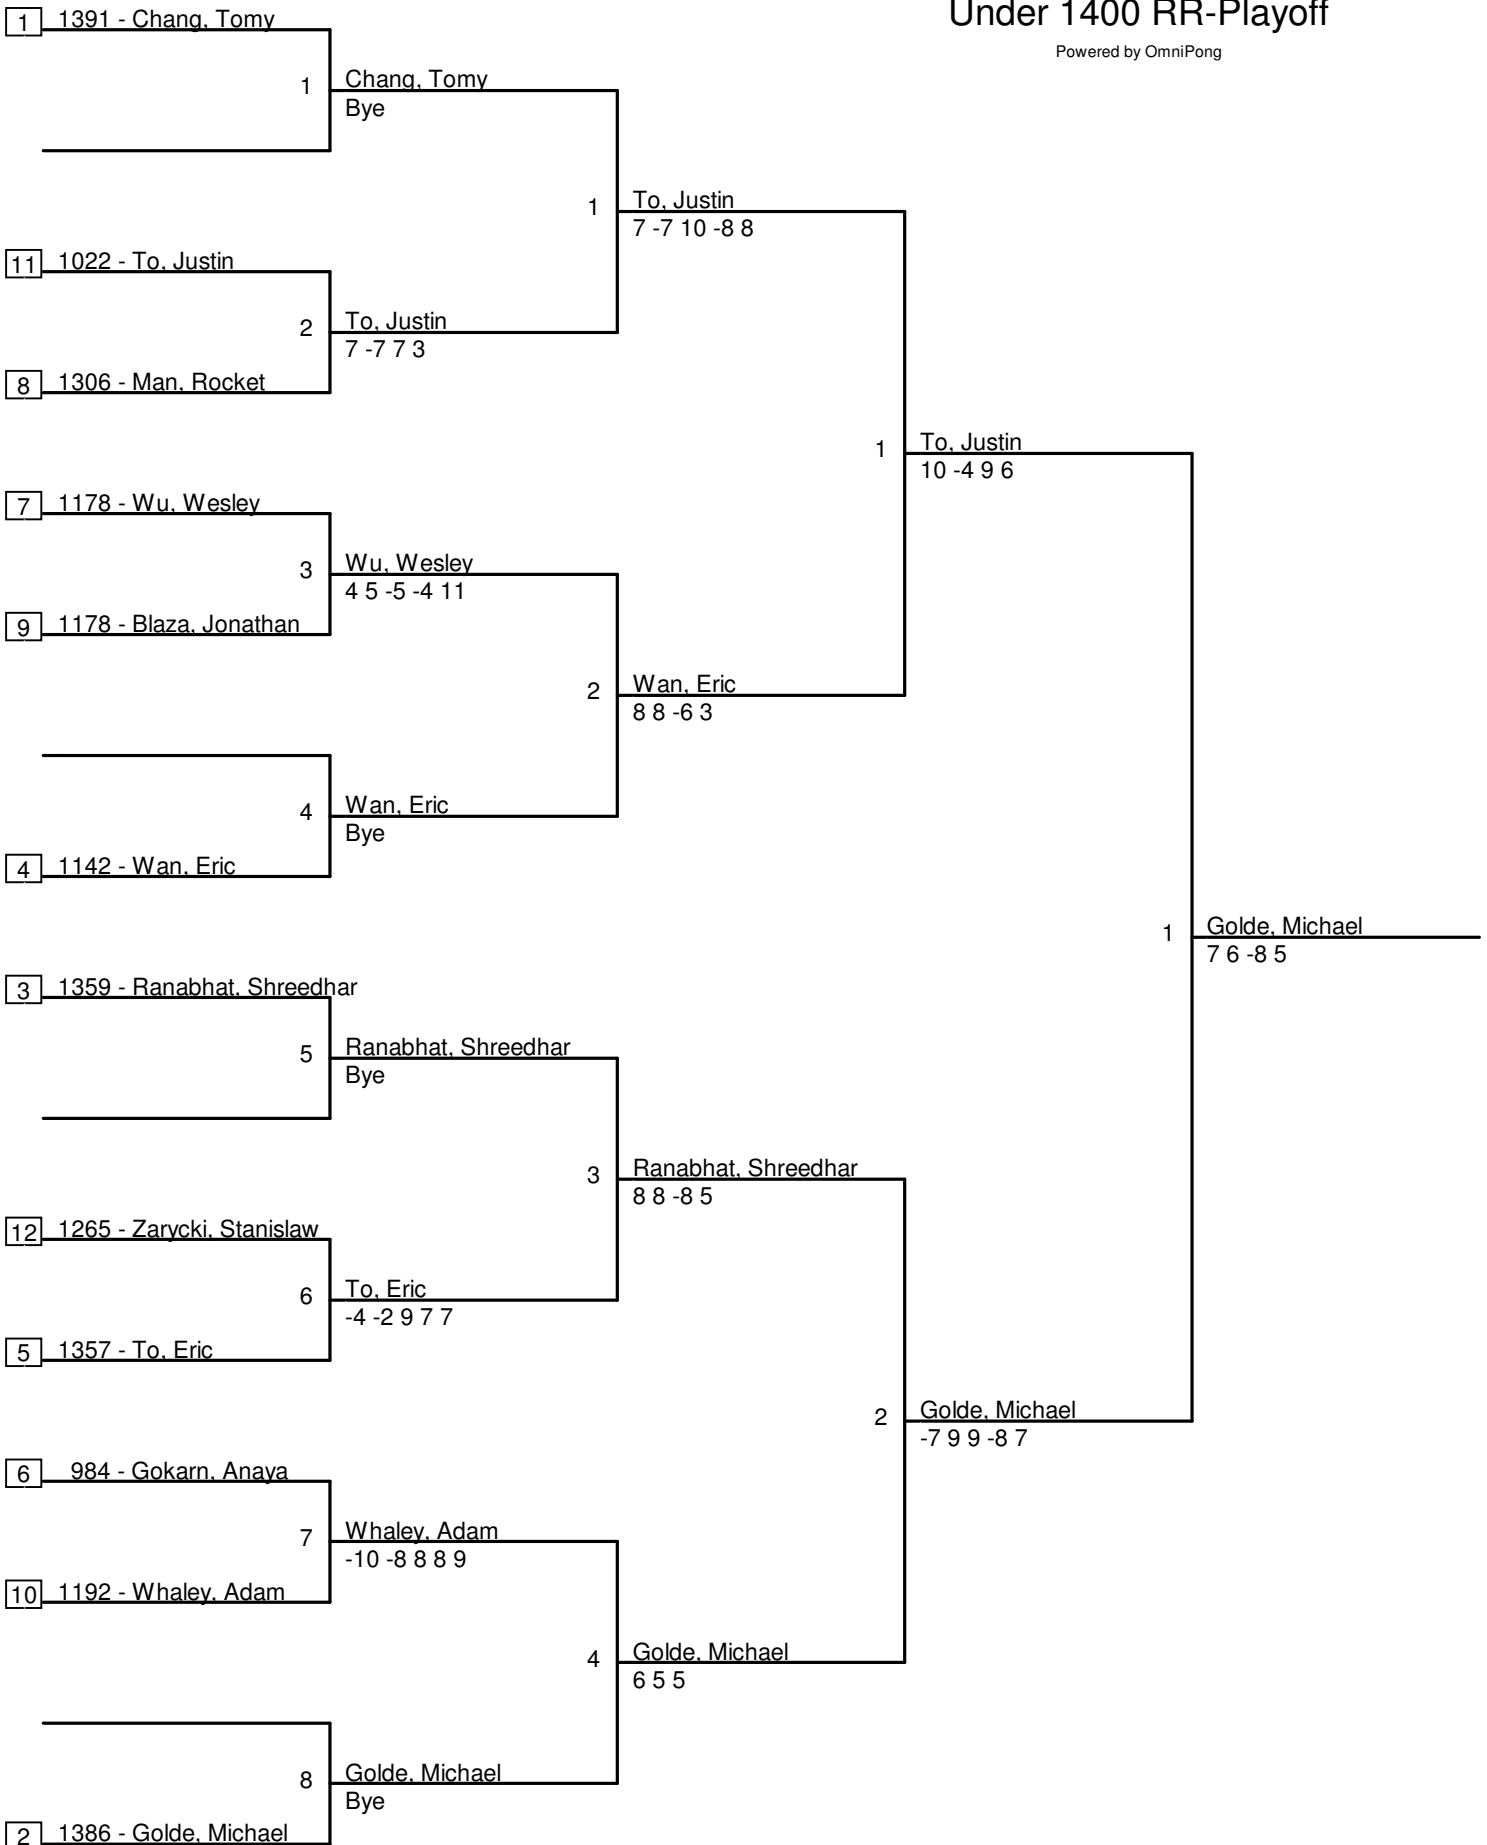 Under 1400 RR-Playoff
Powered by OmniPong
1 1391 - Chang, Tomy
1 Chang, Tomy
Bye
1 To, Justin
7 -7 10 -8 8
11 1022 - To, Justin
2 To, Justin
7 -7 7 3
8 1306 - Man, Rocket
1 To, Justin
10 -4 9 6
7 1178 - Wu, Wesley
3 Wu, Wesley
4 5 -5 -4 11
9 1178 - Blaza, Jonathan
2 Wan, Eric
8 8 -6 3
4 Wan, Eric
Bye
4 1142 - Wan, Eric
1 Golde, Michael
7 6 -8 5
3 1359 - Ranabhat, Shreedhar
5 Ranabhat, Shreedhar
Bye
3 Ranabhat, Shreedhar
8 8 -8 5
12 1265 - Zarycki, Stanislaw
6 To, Eric
-4 -2 9 7 7
5 1357 - To, Eric
2 Golde, Michael
-7 9 9 -8 7
6 984 - Gokarn, Anaya
7 Whaley, Adam
-10 -8 8 8 9
10 1192 - Whaley, Adam
4 Golde, Michael
6 5 5
8 Golde, Michael
Bye
2 1386 - Golde, Michael